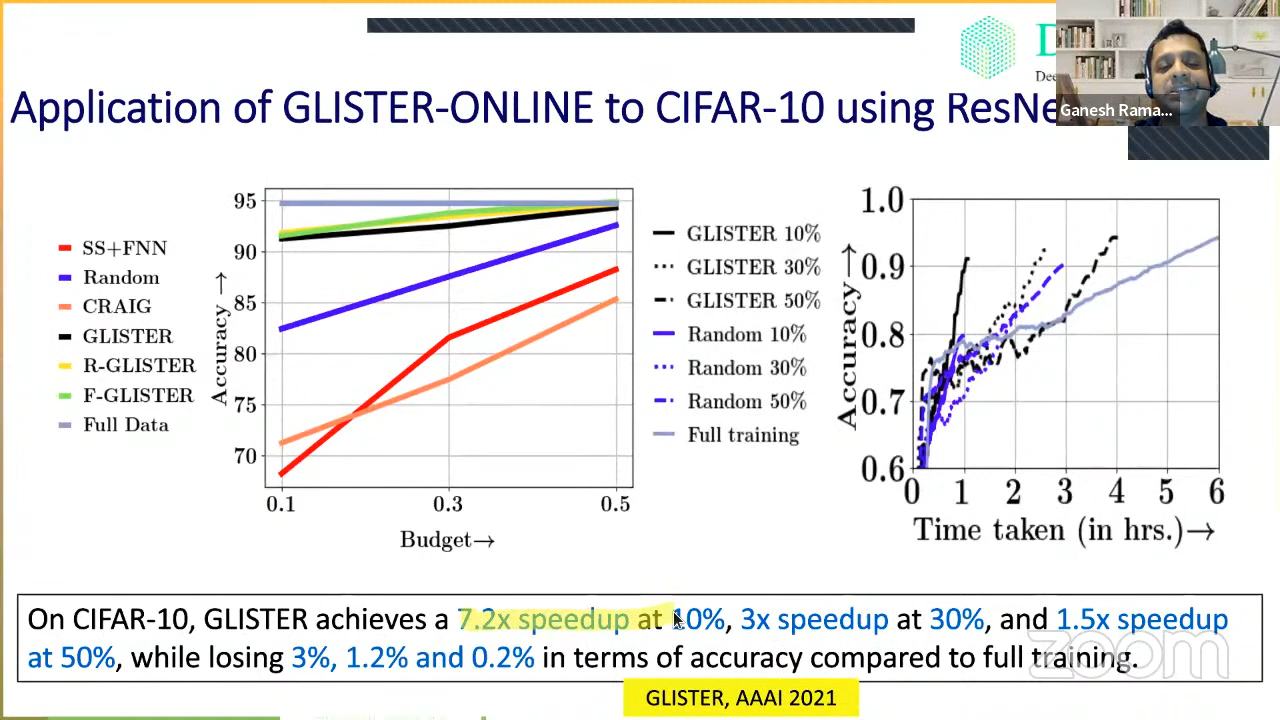 D
Dee
Ganesh Rama...
Application of GLISTER-ONLINE to CIFAR-10 using ResNe
SS+FNN
Random
CRAIG
GLISTER
R-GLISTER
F-GLISTER
Full Data
Accuracy →
95
90
85
80
75
70
0.1 0.3 0.5
Budget→
GLISTER 10%
GLISTER 30%
GLISTER 50%
Random 10%
Random 30%
Random 50%
Full training
Accuracy→
1.0
0.9
0.8
0.7
0.6
0 1 2 3 4 5 6
Time taken (in hrs.)→
On CIFAR-10, GLISTER achieves a 7.2x speedup at 10%, 3x speedup at 30%, and 1.5x speedup
at 50%, while losing 3%, 1.2% and 0.2% in terms of accuracy compared to full training.
zoom
GLISTER, AAAI 2021